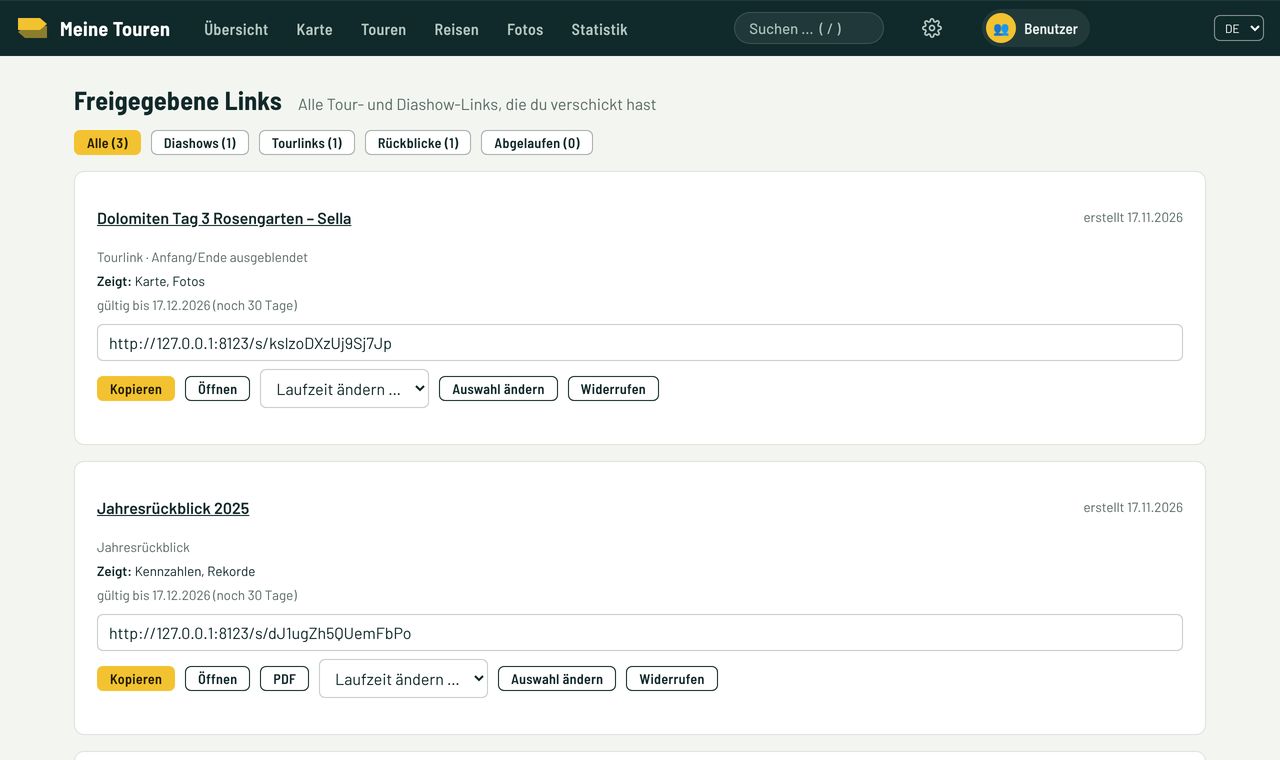 Meine Touren Übersicht Karte Touren Reisen Fotos Statistik Suchen ... ( / ) Benutzer DE
Freigegebene Links Alle Tour- und Diashow-Links, die du verschickt hast
Alle (3) Diashows (1) Tourlinks (1) Rückblicke (1) Abgelaufen (0)
Dolomiten Tag 3 Rosengarten – Sella erstellt 17.11.2026
Tourlink · Anfang/Ende ausgeblendet
Zeigt: Karte, Fotos
gültig bis 17.12.2026 (noch 30 Tage)
http://127.0.0.1:8123/s/kslzoDXzUj9Sj7Jp
Kopieren Öffnen Laufzeit ändern ... Auswahl ändern Widerrufen
Jahresrückblick 2025 erstellt 17.11.2026
Jahresrückblick
Zeigt: Kennzahlen, Rekorde
gültig bis 17.12.2026 (noch 30 Tage)
http://127.0.0.1:8123/s/dJ1ugZh5QUemFbPo
Kopieren Öffnen PDF Laufzeit ändern ... Auswahl ändern Widerrufen